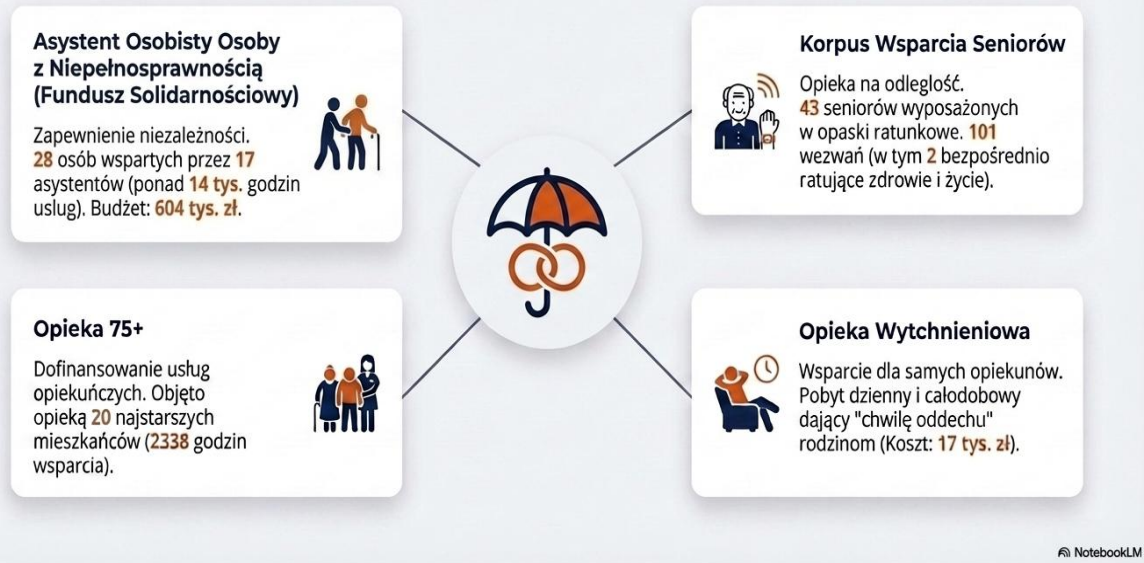 Asystent Osobisty Osoby
z Niepełnosprawnością
(Fundusz Solidarnościowy)
Zapewnienie niezależności.
28 osób wspartych przez 17
asystentów (ponad 14 tys. godzin
uslug). Budżet: 604 tys. zł.
Korpus Wsparcia Seniorów
Opieka na odległość.
43 seniorów wyposażonych
w opaski ratunkowe. 101
wezwań (w tym 2 bezpośrednio
ratujące zdrowie i życie).
Opieka 75+
Dofinansowanie usług
opiekuńczych. Objęto
opieką 20 najstarszych
mieszkańców (2338 godzin
wsparcia).
Opieka Wytchnieniowa
Wsparcie dla samych opiekunów.
Pobyt dzienny i całodobowy
dający "chwilę oddechu"
rodzinom (Koszt: 17 tys. zł).
NotebookLM